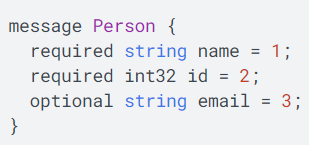 message Person {
  required string name = 1;
  required int32 id = 2;
  optional string email = 3;
}